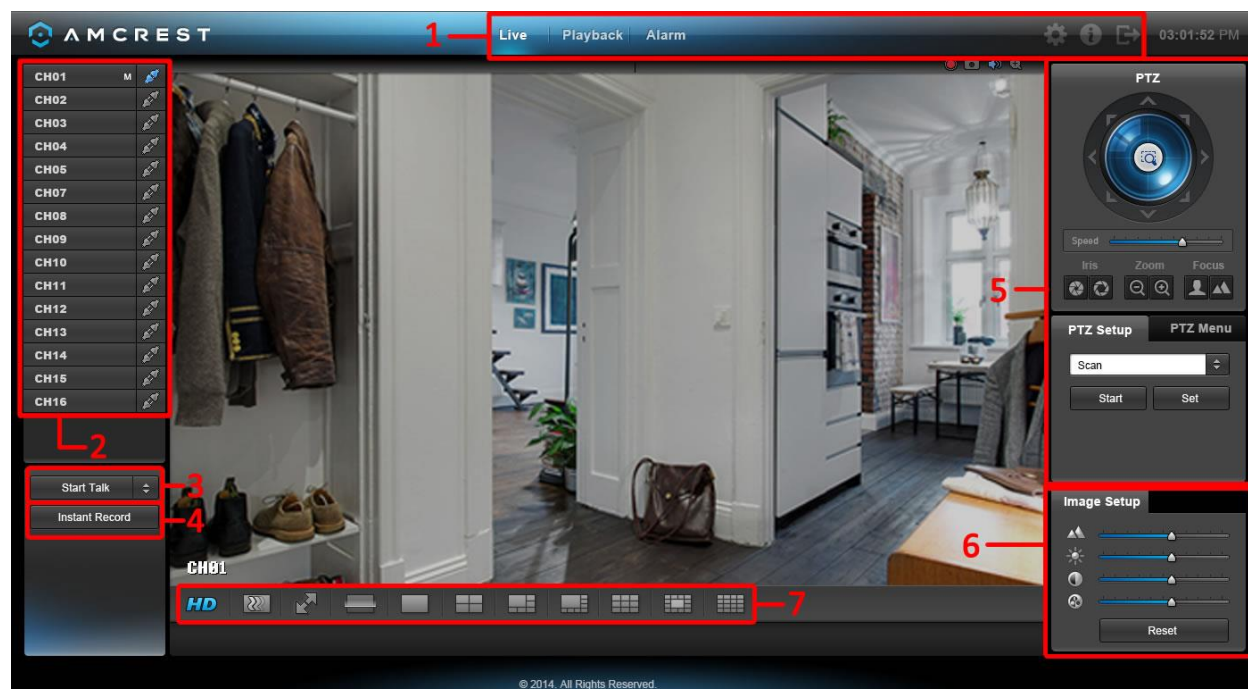 AMCREST
1
Live Playback Alarm
03:01:52 PM
CH01 M
CH02
CH03
CH04
CH05
CH07
CH08
CH09
CH10
CH11
CH12
CH13
CH14
CH15
CH16
2
Start Talk
3
Instant Record
4
CH01
HD
7
PTZ
Speed
Iris Zoom Focus
5
PTZ Setup PTZ Menu
Scan
Start Set
Image Setup
6
Reset
© 2014. All Rights Reserved.